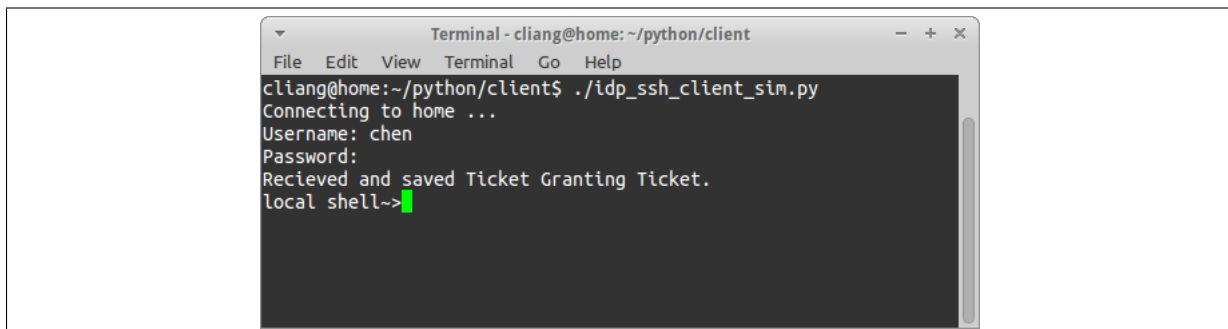 Terminal - cliang@home: ~/python/client
File Edit View Terminal Go Help
cliang@home:~/python/client$ ./idp_ssh_client_sim.py
Connecting to home ...
Username: chen
Password:
Recieved and saved Ticket Granting Ticket.
local shell~>